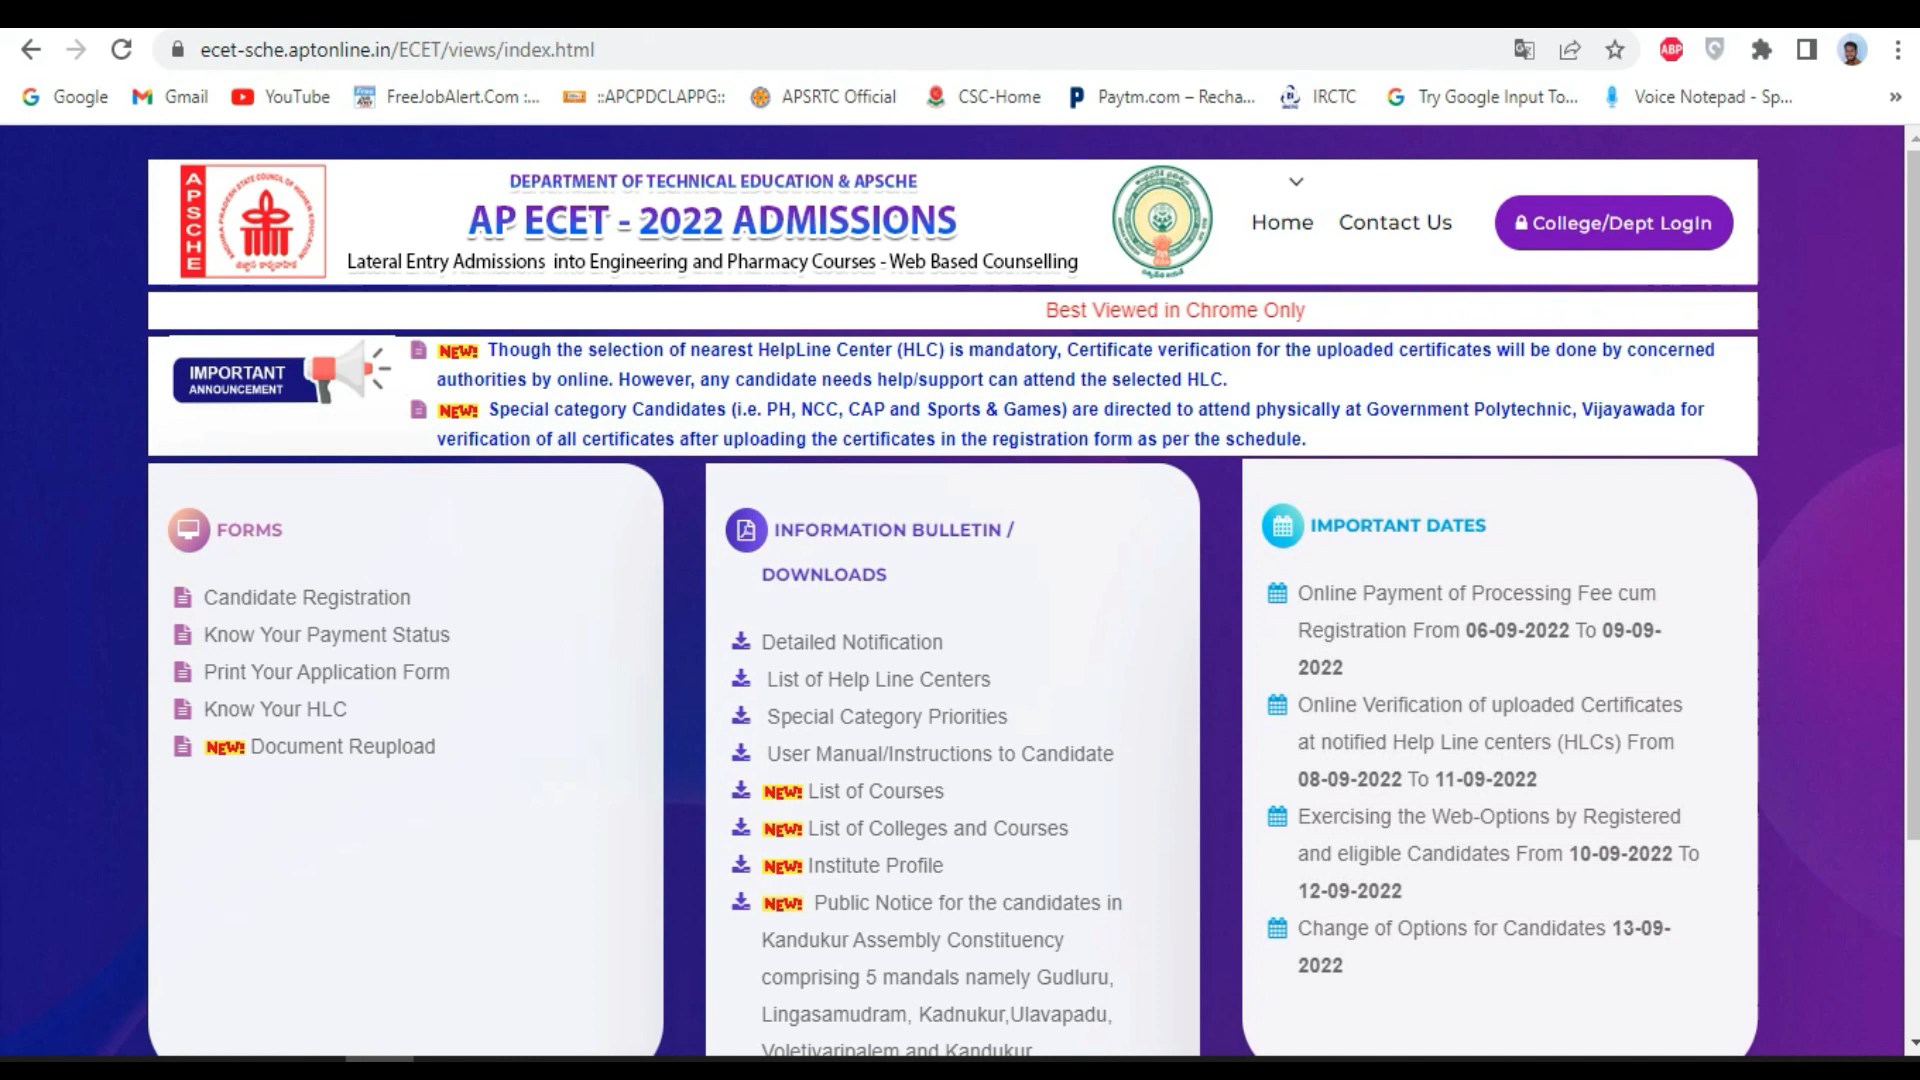 ecet-sche.aptonline.in/ECET/views/index.html
ABP
Google
Gmail
YouTube
FreeJobAlert.Com :...
::APCPDCLAPPG::
APSRTC Official
CSC-Home
Paytm.com – Recha...
IRCTC
Try Google Input To...
Voice Notepad - Sp...
»
APSCHE
ANDHRA PRADESH STATE COUNCIL OF HIGHER EDUCATION
DEPARTMENT OF TECHNICAL EDUCATION & APSCHE
AP ECET - 2022 ADMISSIONS
Lateral Entry Admissions into Engineering and Pharmacy Courses - Web Based Counselling
Home
Contact Us
College/Dept LogIn
Best Viewed in Chrome Only
IMPORTANT
ANNOUNCEMENT
NEW! Though the selection of nearest HelpLine Center (HLC) is mandatory, Certificate verification for the uploaded certificates will be done by concerned
authorities by online. However, any candidate needs help/support can attend the selected HLC.
NEW! Special category Candidates (i.e. PH, NCC, CAP and Sports & Games) are directed to attend physically at Government Polytechnic, Vijayawada for
verification of all certificates after uploading the certificates in the registration form as per the schedule.
FORMS
Candidate Registration
Know Your Payment Status
Print Your Application Form
Know Your HLC
NEW! Document Reupload
INFORMATION BULLETIN /
DOWNLOADS
Detailed Notification
List of Help Line Centers
Special Category Priorities
User Manual/Instructions to Candidate
NEW! List of Courses
NEW! List of Colleges and Courses
NEW! Institute Profile
NEW! Public Notice for the candidates in
Kandukur Assembly Constituency
comprising 5 mandals namely Gudluru,
Lingasamudram, Kadnukur,Ulavapadu,
Voletivaripalem and Kandukur
IMPORTANT DATES
Online Payment of Processing Fee cum
Registration From 06-09-2022 To 09-09-
2022
Online Verification of uploaded Certificates
at notified Help Line centers (HLCs) From
08-09-2022 To 11-09-2022
Exercising the Web-Options by Registered
and eligible Candidates From 10-09-2022 To
12-09-2022
Change of Options for Candidates 13-09-
2022